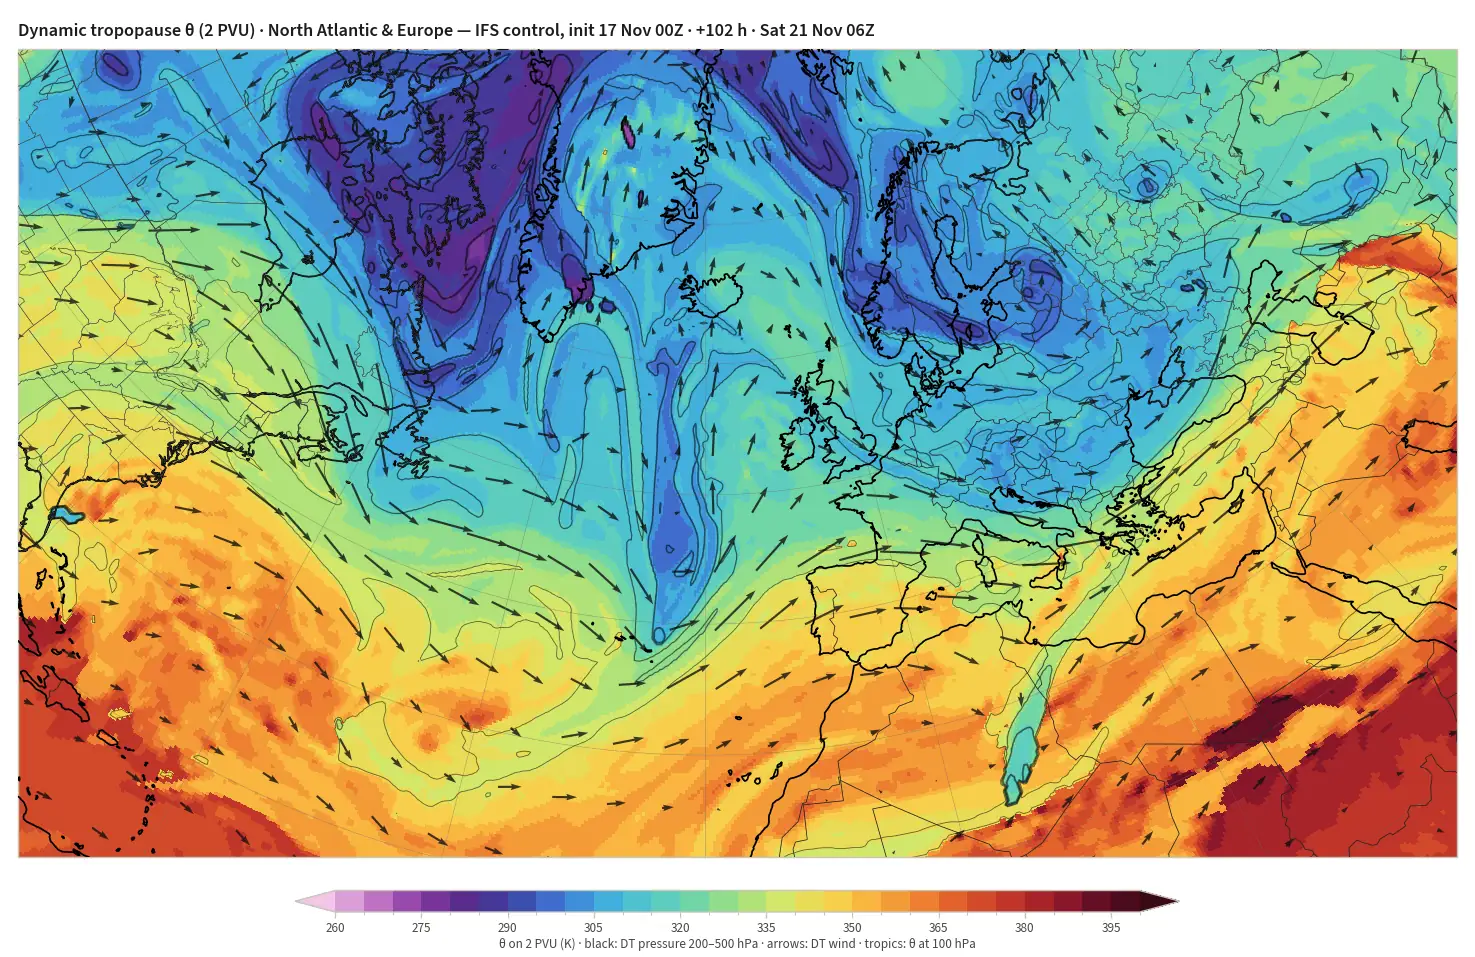 Dynamic tropopause θ (2 PVU) · North Atlantic & Europe — IFS control, init 17 Nov 00Z · +102 h · Sat 21 Nov 06Z
260 275 290 305 320 335 350 365 380 395
θ on 2 PVU (K) · black: DT pressure 200–500 hPa · arrows: DT wind · tropics: θ at 100 hPa